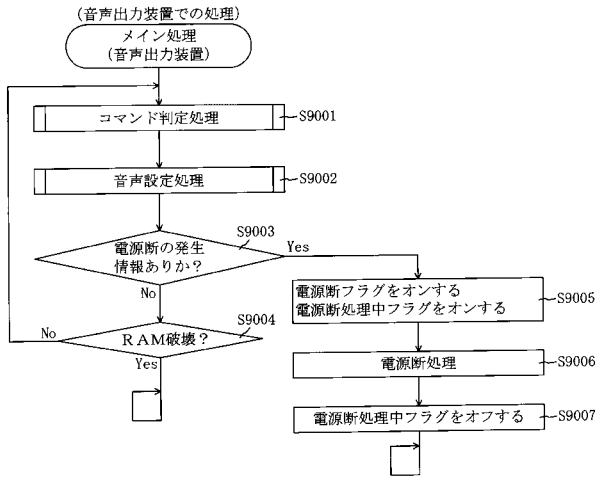 (音声出力装置での処理)
メイン処理
(音声出力装置)
コマンド判定処理
S9001
音声設定処理
S9002
電源断の発生
情報ありか?
S9003
Yes
No
RAM破壊?
S9004
No
Yes
電源断フラグをオンする
電源断処理中フラグをオンする
S9005
電源断処理
S9006
電源断処理中フラグをオフする
S9007